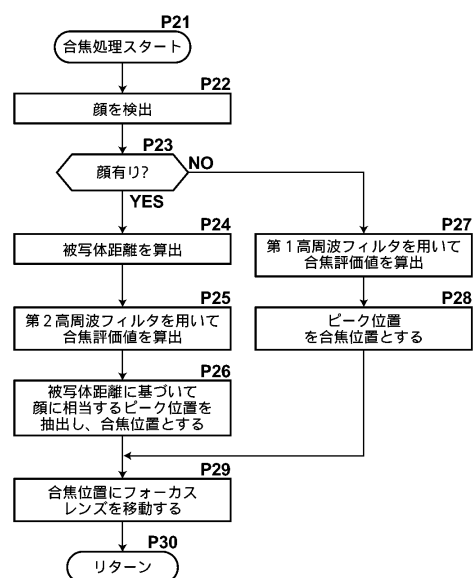 P21
合焦処理スタート
P22
顔を検出
P23
顔有り?
NO
YES
P24
被写体距離を算出
P25
第2高周波フィルタを用いて
合焦評価値を算出
P26
被写体距離に基づいて
顔に相当するピーク位置を
抽出し、合焦位置とする
P27
第1高周波フィルタを用いて
合焦評価値を算出
P28
ピーク位置
を合焦位置とする
P29
合焦位置にフォーカス
レンズを移動する
P30
リターン